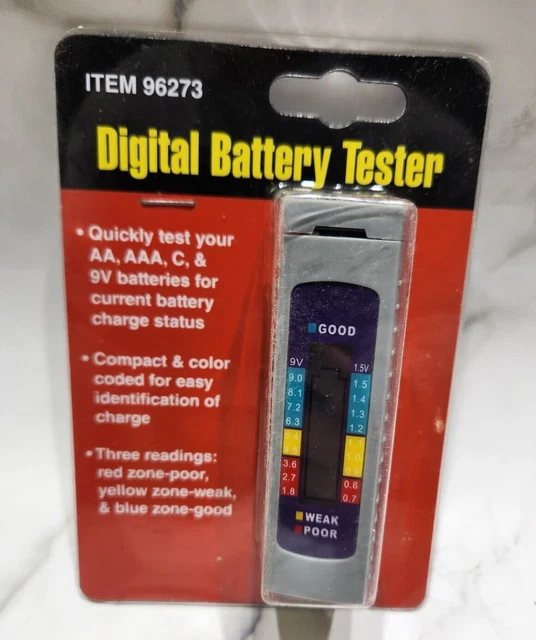 ITEM 96273
Digital Battery Tester
• Quickly test your
AA, AAA, C, &
9V batteries for
current battery
charge status
• Compact & color
coded for easy
identification of
charge
• Three readings:
red zone-poor,
yellow zone-weak,
& blue zone-good
GOOD
9V 1.5V
9.0 1.5
8.1 1.4
7.2 1.3
6.3 1.2
3.6
2.7 0.8
1.8 0.7
WEAK
POOR